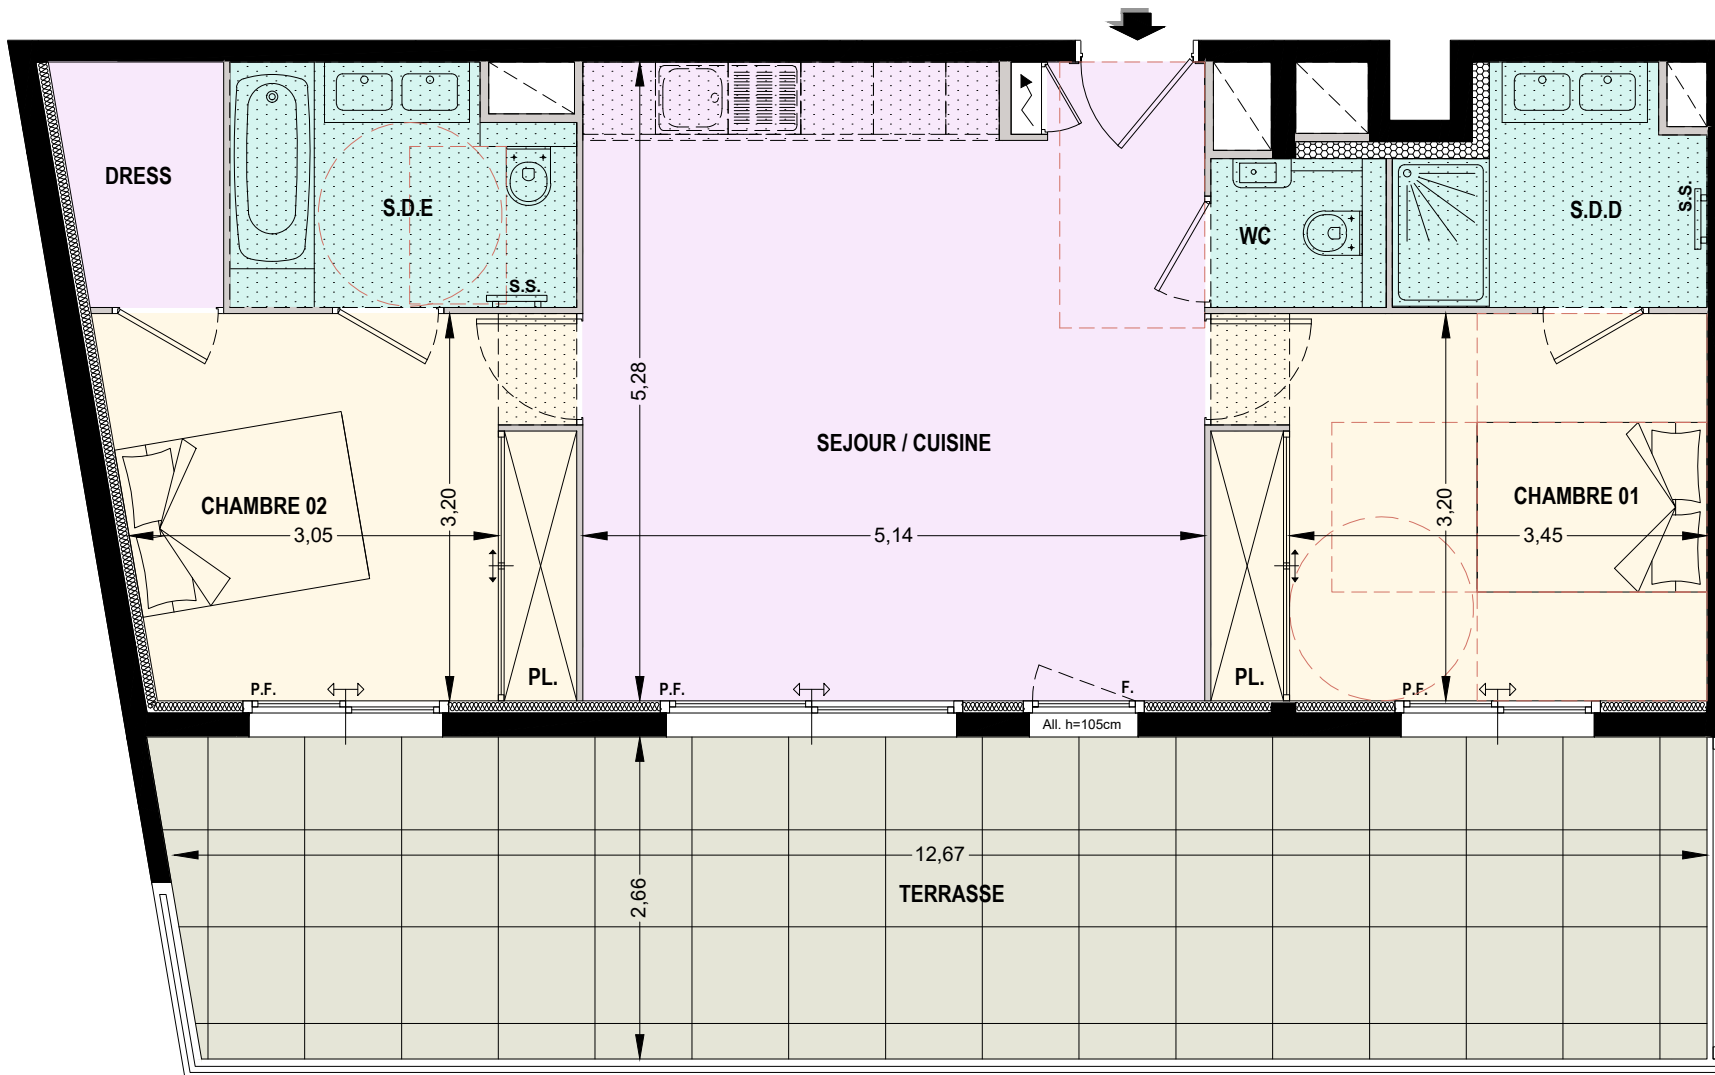 DRESS
S.D.E
S.S.
WC
S.D.D
S.S.
5,28
SEJOUR / CUISINE
CHAMBRE 02
3,05
3,20
5,14
CHAMBRE 01
3,20
3,45
PL.
PL.
P.F.
P.F.
F.
P.F.
All. h=105cm
12,67
2,66
TERRASSE